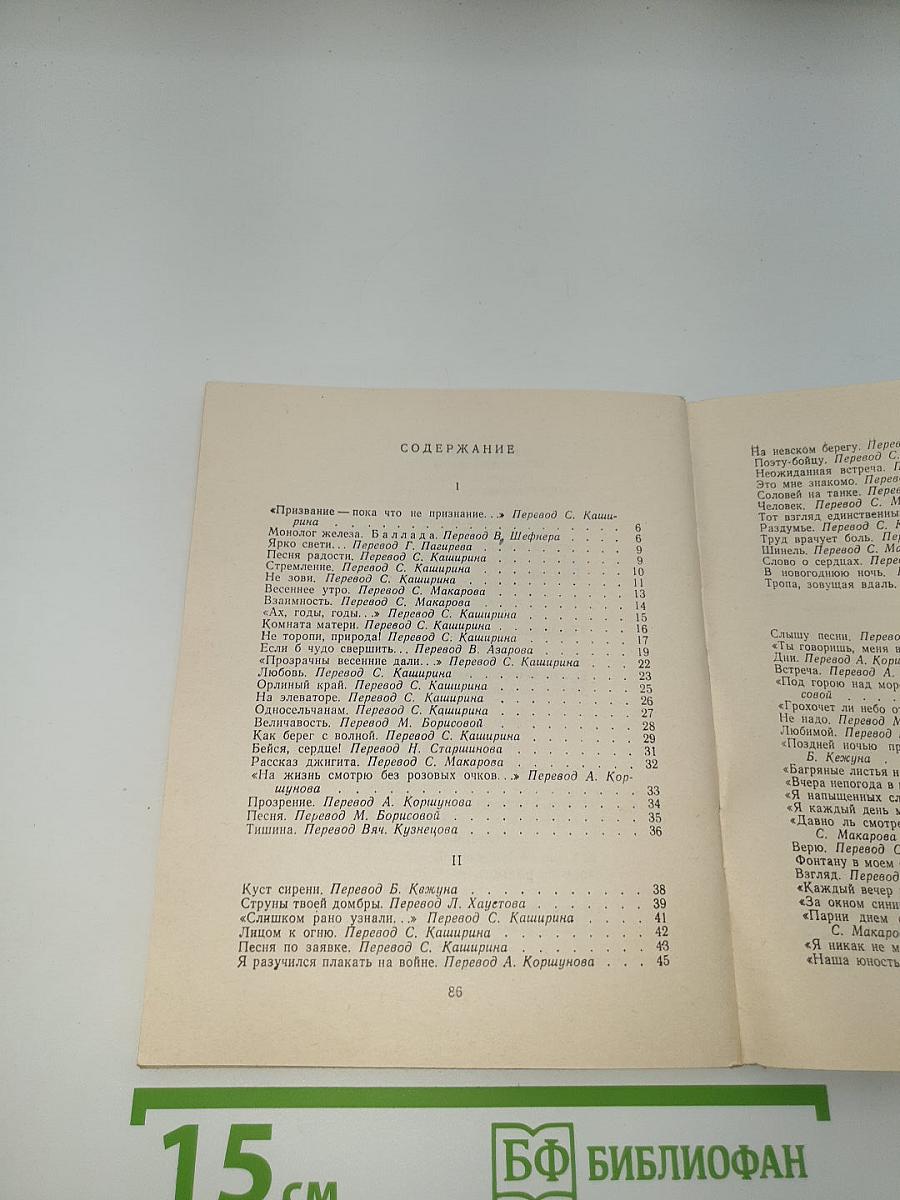 СОДЕРЖАНИЕ
I
«Призвание — пока что не признание. . .» Перевод С. Каши-
рина . . . . . . . . . . . . . . . . . . 6
Монолог железа. Баллада. Перевод В. Шефнера . . . . 6
Ярко свети. . . Перевод Г. Пагирева . . . . . . . . . 9
Песня радости. Перевод С. Каширина . . . . . . . . 9
Стремление. Перевод С. Каширина . . . . . . . . . 10
Не зови. Перевод С. Каширина . . . . . . . . . . 11
Весеннее утро. Перевод С. Макарова . . . . . . . . 13
Взаимность. Перевод С. Макарова . . . . . . . . . 14
«Ах, годы, годы. . .» Перевод С. Каширина . . . . . . 15
Комната матери. Перевод С. Каширина . . . . . . . 16
Не торопи, природа! Перевод С. Каширина . . . . . . 17
Если б чудо свершить. . . Перевод В. Азарова . . . . . 19
«Прозрачны весенние дали. . .» Перевод С. Каширина . . . 22
Любовь. Перевод С. Каширина . . . . . . . . . . 23
Орлиный край. Перевод С. Каширина . . . . . . . . 25
На элеваторе. Перевод С. Каширина . . . . . . . . 26
Односельчанам. Перевод С. Каширина . . . . . . . . 27
Величавость. Перевод М. Борисовой . . . . . . . . 28
Как берег с волной. Перевод С. Каширина . . . . . . 29
Бейся, сердце! Перевод Н. Старшинова . . . . . . . 31
Рассказ джигита. Перевод С. Макарова . . . . . . . 32
«На жизнь смотрю без розовых очков. . .» Перевод А. Кор-
шунова . . . . . . . . . . . . . . . . . 33
Прозрение. Перевод А. Коршунова . . . . . . . . . 34
Песня. Перевод М. Борисовой . . . . . . . . . . 35
Тишина. Перевод Вяч. Кузнецова . . . . . . . . . 36
II
Куст сирени. Перевод Б. Кежуна . . . . . . . . . . 38
Струны твоей домбры. Перевод Л. Хаустова . . . . . . 39
«Слишком рано узнали. . .» Перевод С. Каширина . . . . 41
Лицом к огню. Перевод С. Каширина . . . . . . . . 42
Песня по заявке. Перевод С. Каширина . . . . . . . 43
Я разучился плакать на войне. Перевод А. Коршунова . . . 45
86
На невском берегу. Перев
Поэту-бойцу. Перевод С.
Неожиданная встреча.
Это мне знакомо. Перев
Соловей на танке. Перев
Человек. Перевод С. М
Тот взгляд единственны
Раздумье. Перевод С. К
Труд врачует боль. Пер
Шинель. Перевод С. Ма
Слово о сердцах. Перев
В новогоднюю ночь.
Тропа, зовущая вдаль.
Слышу песни. Перево
«Ты говоришь, меня в
Дни. Перевод А. Корш
Встреча. Перевод А.
«Под горою над мор
совой . .
«Грохочет ли небо от
Не надо. Перевод М
Любимой. Перевод
«Поздней ночью пр
Б. Кежуна .
«Багряные листья н
«Вчера непогода в
«Я напыщенных сл
«Я каждый день м
«Давно ль смотре
С. Макарова
Верю. Перевод С
Фонтану в моем
Взгляд. Перевод
«Каждый вечер
«За окном сини
«Парни днем
С. Макаро
«Я никак не м
«Наша юность
15 см
БФ БИБЛИОФАН